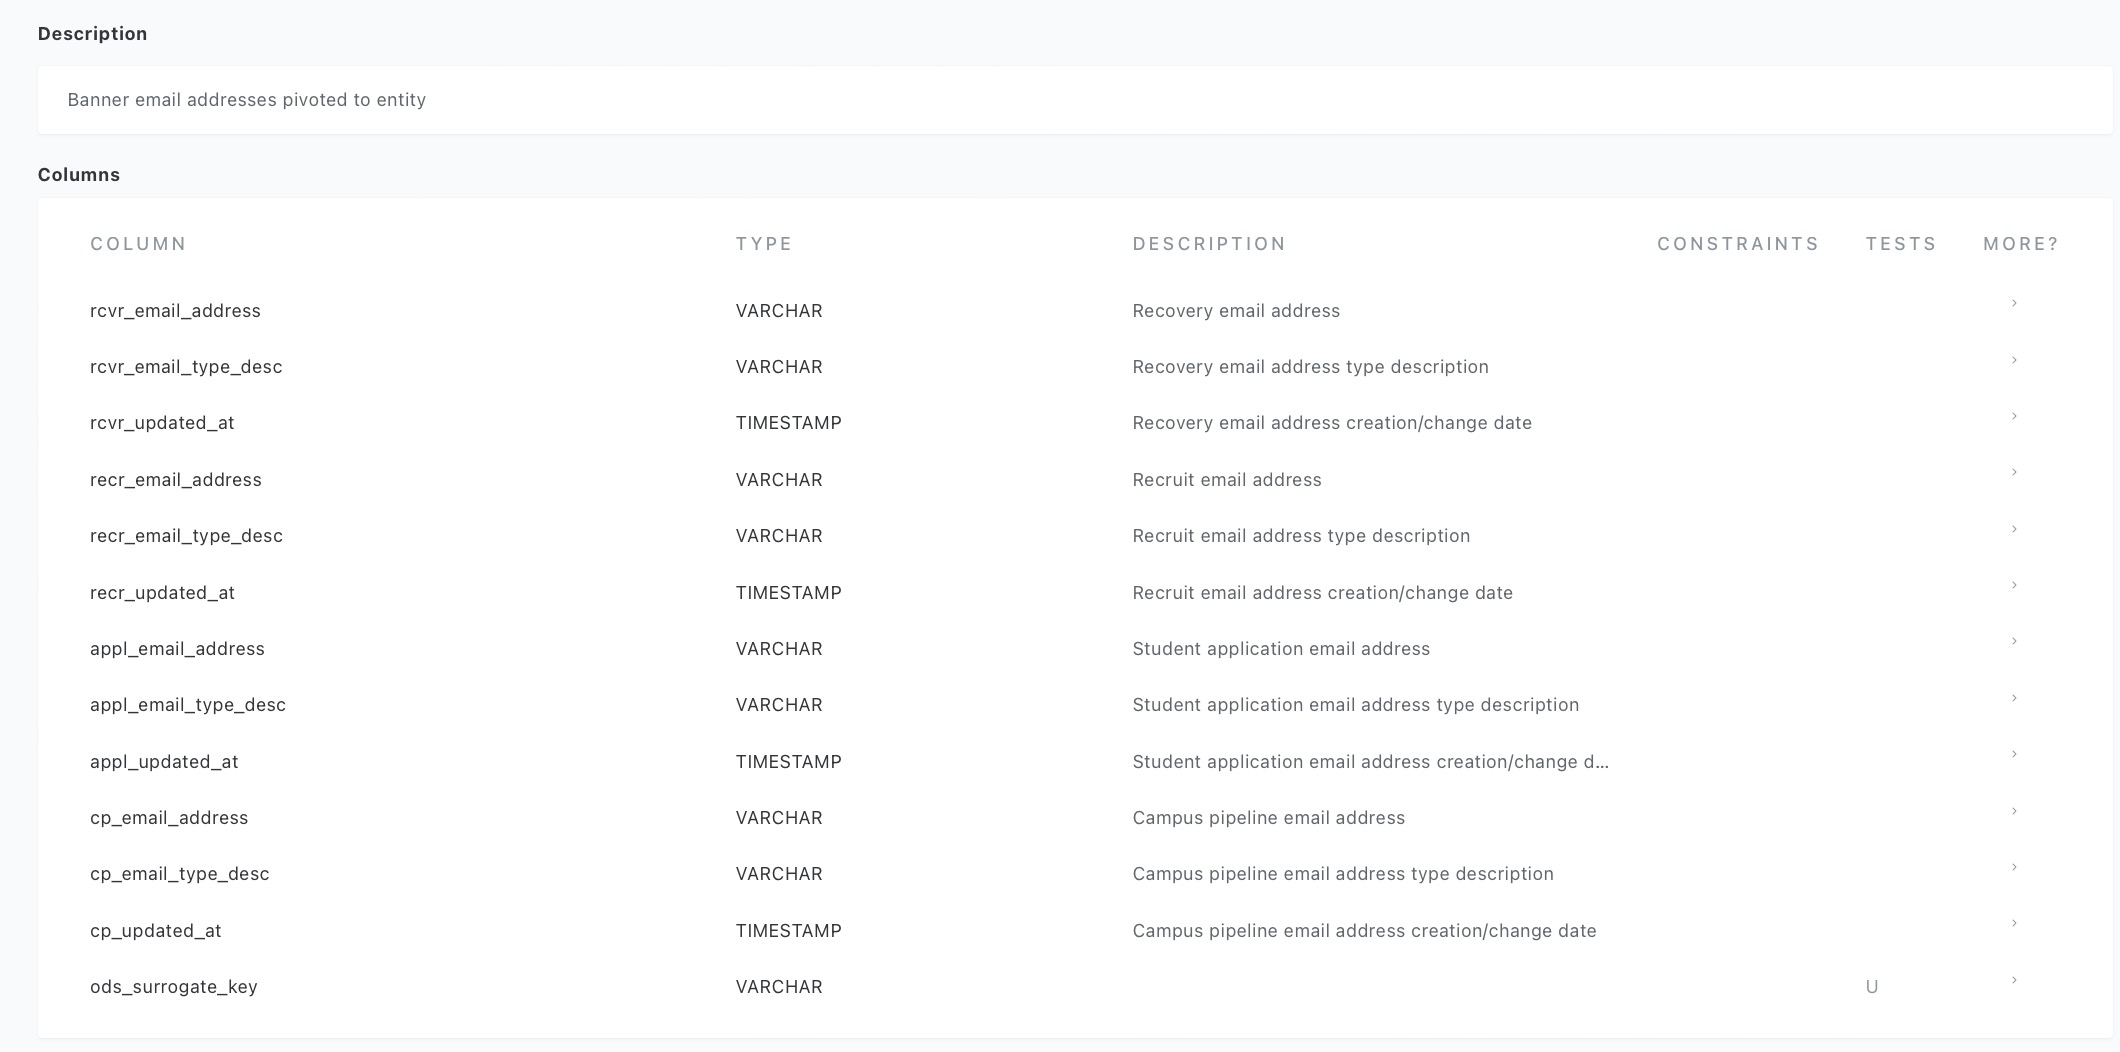 Description
Banner email addresses pivoted to entity
Columns
COLUMN TYPE DESCRIPTION CONSTRAINTS TESTS MORE?
rcvr_email_address VARCHAR Recovery email address
rcvr_email_type_desc VARCHAR Recovery email address type description
rcvr_updated_at TIMESTAMP Recovery email address creation/change date
recr_email_address VARCHAR Recruit email address
recr_email_type_desc VARCHAR Recruit email address type description
recr_updated_at TIMESTAMP Recruit email address creation/change date
appl_email_address VARCHAR Student application email address
appl_email_type_desc VARCHAR Student application email address type description
appl_updated_at TIMESTAMP Student application email address creation/change d...
cp_email_address VARCHAR Campus pipeline email address
cp_email_type_desc VARCHAR Campus pipeline email address type description
cp_updated_at TIMESTAMP Campus pipeline email address creation/change date
ods_surrogate_key VARCHAR U